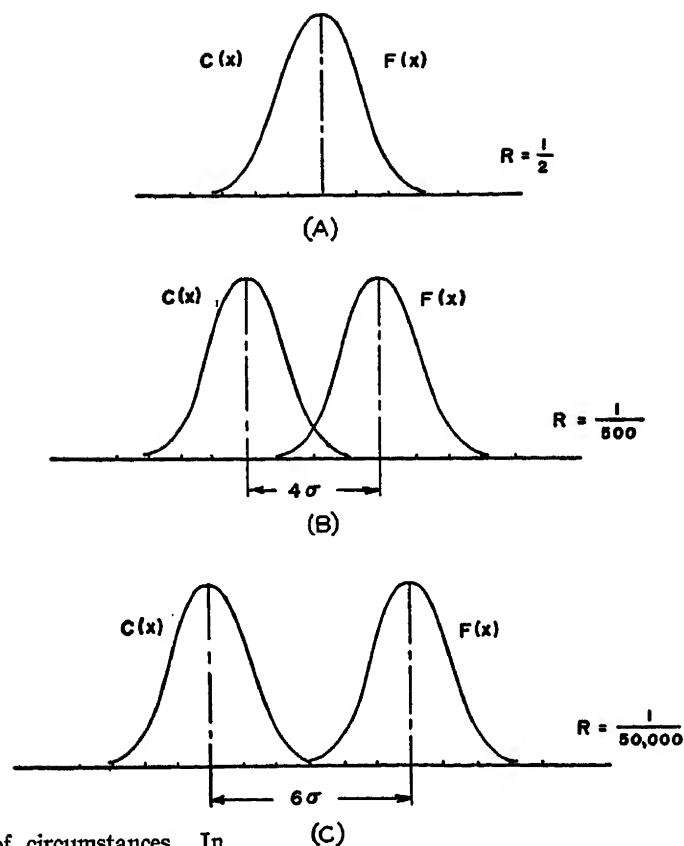 C(x) F(x)
R = 1/2
(A)
C(x) F(x)
R = 1/500
4σ
(B)
C(x) F(x)
R = 1/50,000
6σ
of circumstances. In
(C)